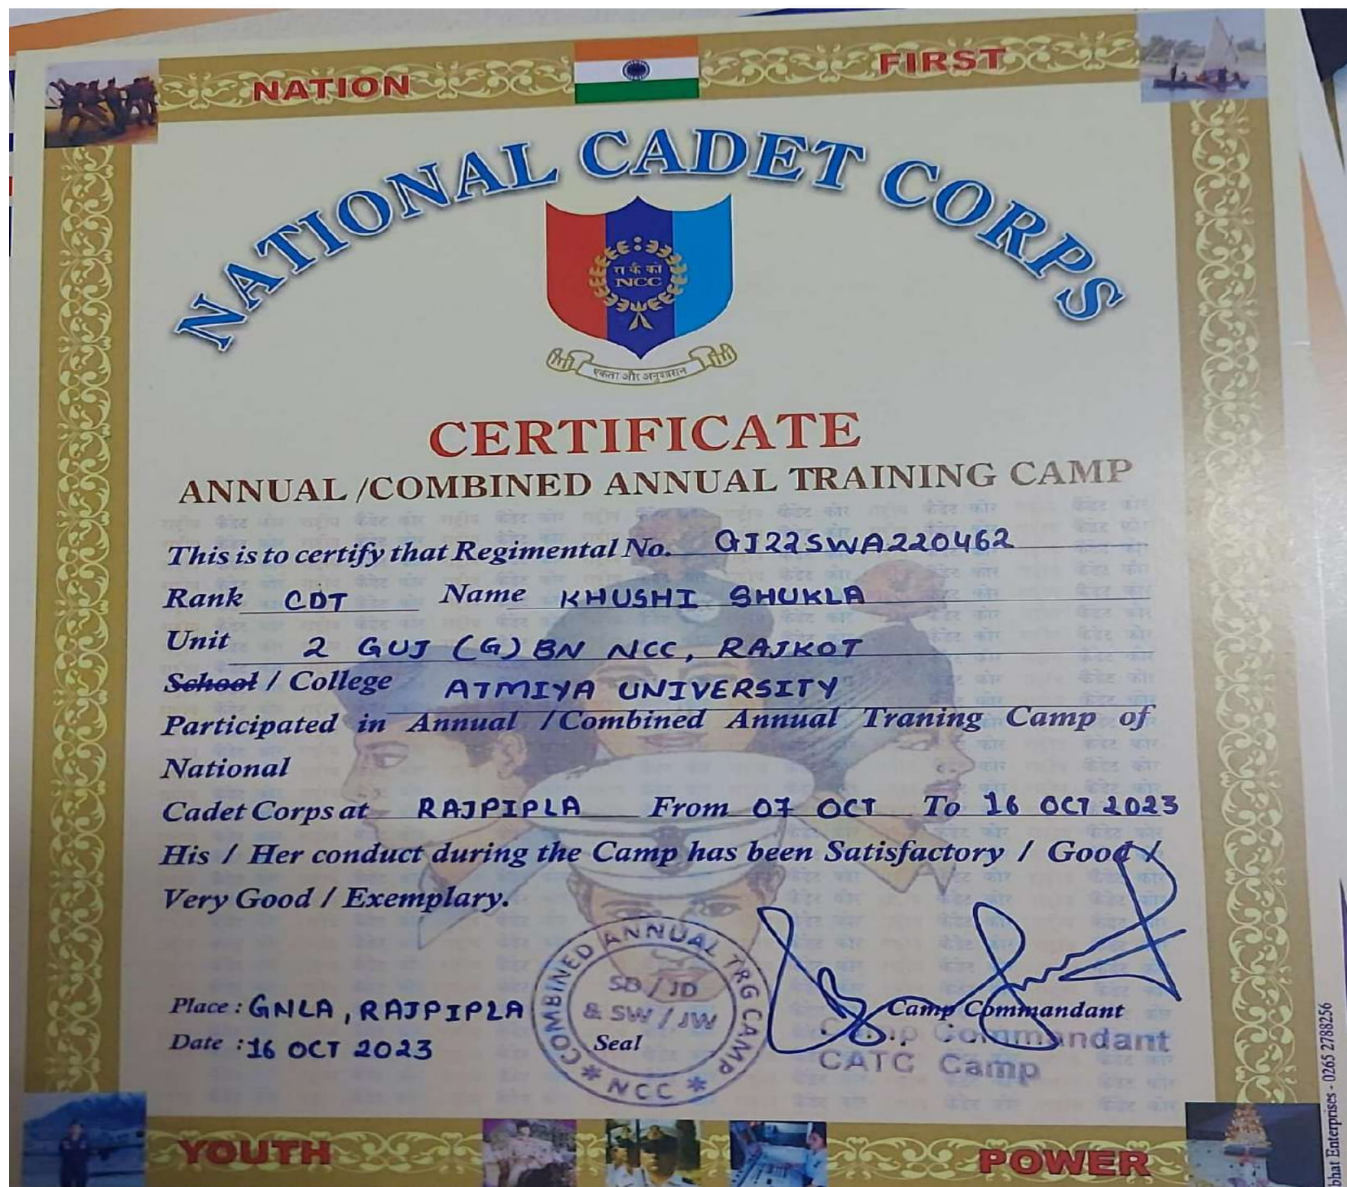 NATION FIRST
NATIONAL CADET CORPS
रा कै को
NCC
एकता और अनुशासन
CERTIFICATE
ANNUAL /COMBINED ANNUAL TRAINING CAMP
This is to certify that Regimental No. GJ22SWA220462
Rank CDT Name KHUSHI SHUKLA
Unit 2 GUJ (G) BN NCC, RAJKOT
School / College ATMIYA UNIVERSITY
Participated in Annual /Combined Annual Traning Camp of
National
Cadet Corps at RAJPIPLA From 07 OCT To 16 OCT 2023
His / Her conduct during the Camp has been Satisfactory / Good /
Very Good / Exemplary.
COMBINED ANNUAL TRG CAMP
SD / JD
& SW / JW
NCC
Place : GNLA, RAJPIPLA
Date : 16 OCT 2023
Seal
Camp Commandant
Camp Commandant
CATC Camp
YOUTH POWER
bhat Enterprises - 0265 2788256